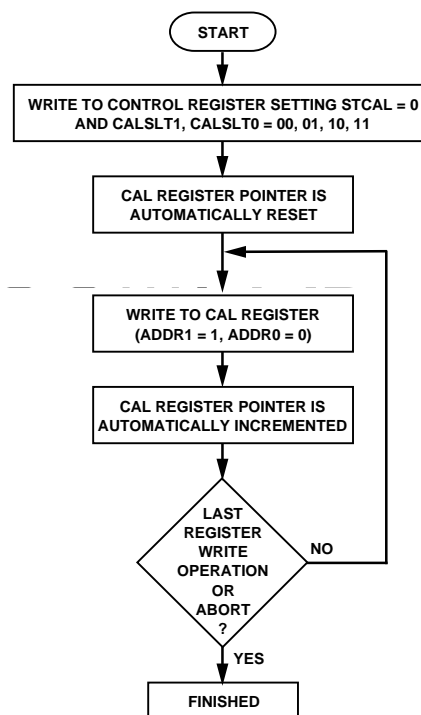 START
WRITE TO CONTROL REGISTER SETTING STCAL = 0
AND CALSLT1, CALSLT0 = 00, 01, 10, 11
CAL REGISTER POINTER IS
AUTOMATICALLY RESET
WRITE TO CAL REGISTER
(ADDR1 = 1, ADDR0 = 0)
CAL REGISTER POINTER IS
AUTOMATICALLY INCREMENTED
LAST
REGISTER
WRITE
OPERATION
OR
ABORT
?
NO
YES
FINISHED